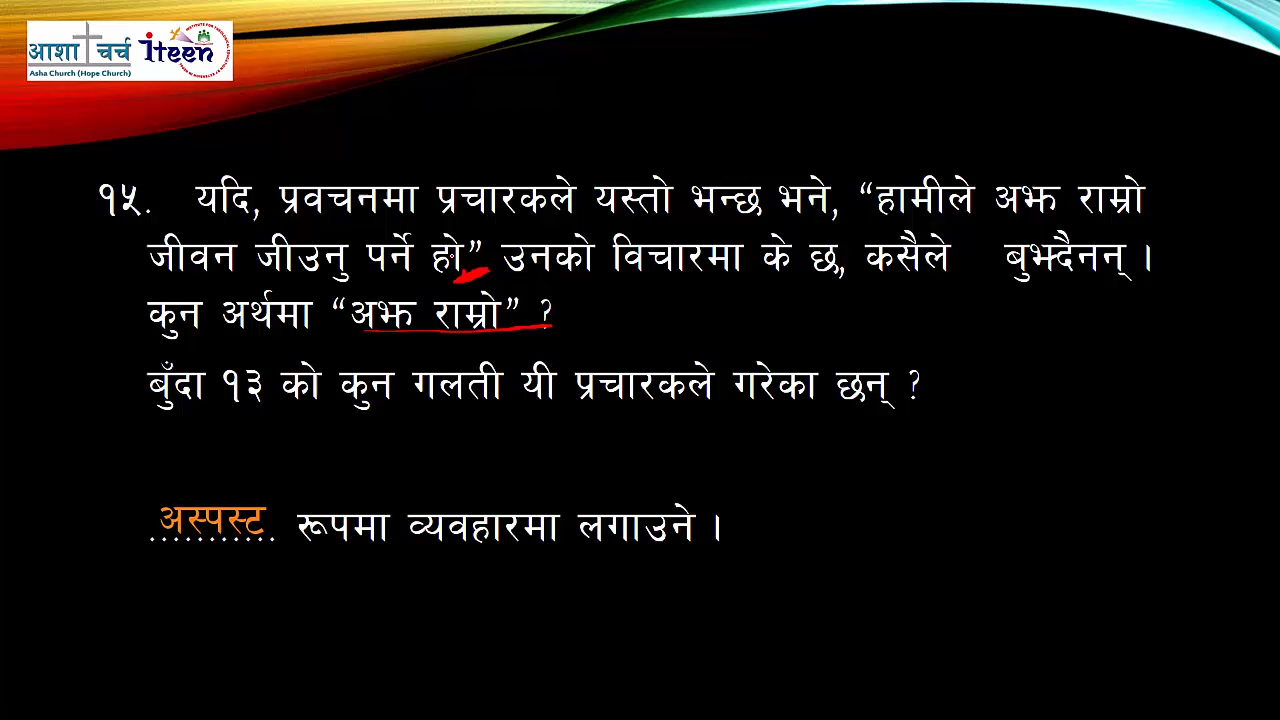 आशा चर्च iteen
Asha Church (Hope Church)
१५. यदि, प्रवचनमा प्रचारकले यस्तो भन्छ भने, “हामीले अझ राम्रो
जीवन जीउनु पर्ने हो” उनको विचारमा के छ, कसैले बुझ्दैनन् ।
कुन अर्थमा “अझ राम्रो” ?
बुँदा १३ को कुन गलती यी प्रचारकले गरेका छन् ?
अस्पस्ट
........... रूपमा व्यवहारमा लगाउने ।